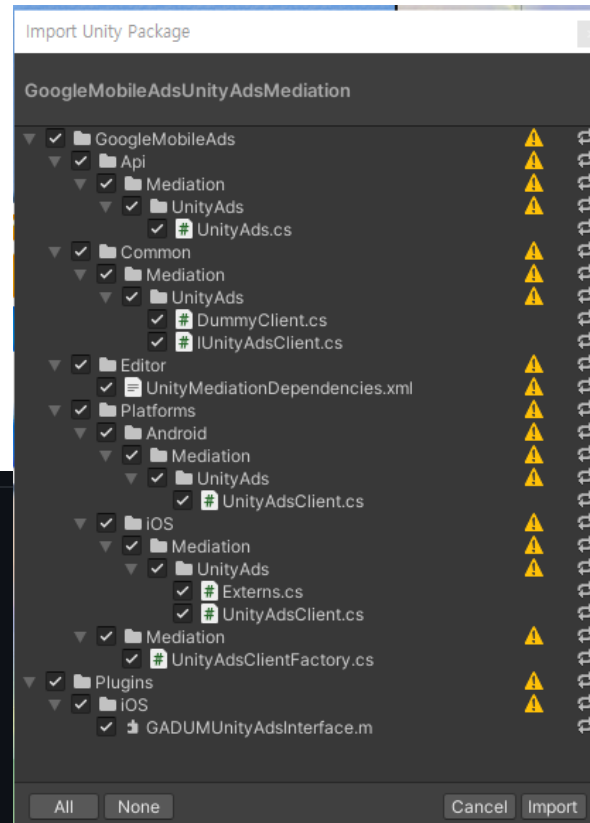 Import Unity Package
GoogleMobileAdsUnityAdsMediation
GoogleMobileAds
Api
Mediation
UnityAds
UnityAds.cs
Common
Mediation
UnityAds
DummyClient.cs
IUnityAdsClient.cs
Editor
UnityMediationDependencies.xml
Platforms
Android
Mediation
UnityAds
UnityAdsClient.cs
iOS
Mediation
UnityAds
Externs.cs
UnityAdsClient.cs
Mediation
UnityAdsClientFactory.cs
Plugins
iOS
GADUMUnityAdsInterface.m
All None Cancel Import